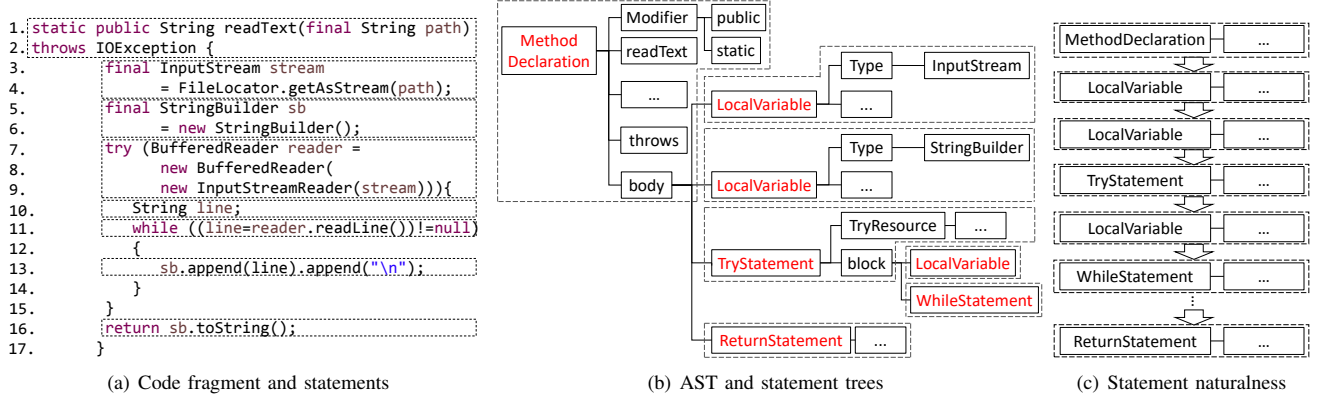 1. static public String readText(final String path)
2. throws IOException {
3. final InputStream stream
4. = FileLocator.getAsStream(path);
5. final StringBuilder sb
6. = new StringBuilder();
7. try (BufferedReader reader =
8. new BufferedReader(
9. new InputStreamReader(stream))){
10. String line;
11. while ((line=reader.readLine())!=null)
12. {
13. sb.append(line).append("\n");
14. }
15. }
16. return sb.toString();
17. }
(a) Code fragment and statements
Method
Declaration
Modifier
public
static
readText
...
throws
body
LocalVariable
Type
InputStream
...
LocalVariable
Type
StringBuilder
...
TryStatement
TryResource
...
block
LocalVariable
WhileStatement
ReturnStatement
...
(b) AST and statement trees
MethodDeclaration ...
LocalVariable ...
LocalVariable ...
TryStatement ...
LocalVariable ...
WhileStatement ...
ReturnStatement ...
(c) Statement naturalness